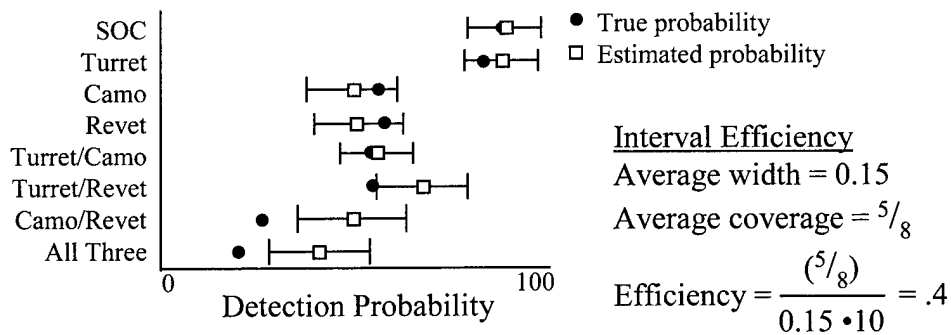 SOC
Turret
Camo
Revet
Turret/Camo
Turret/Revet
Camo/Revet
All Three
0
100
Detection Probability
True probability
Estimated probability
Interval Efficiency
Average width = 0.15
Average coverage = 5/8
Efficiency = (5/8) / 0.15 •10 = .4